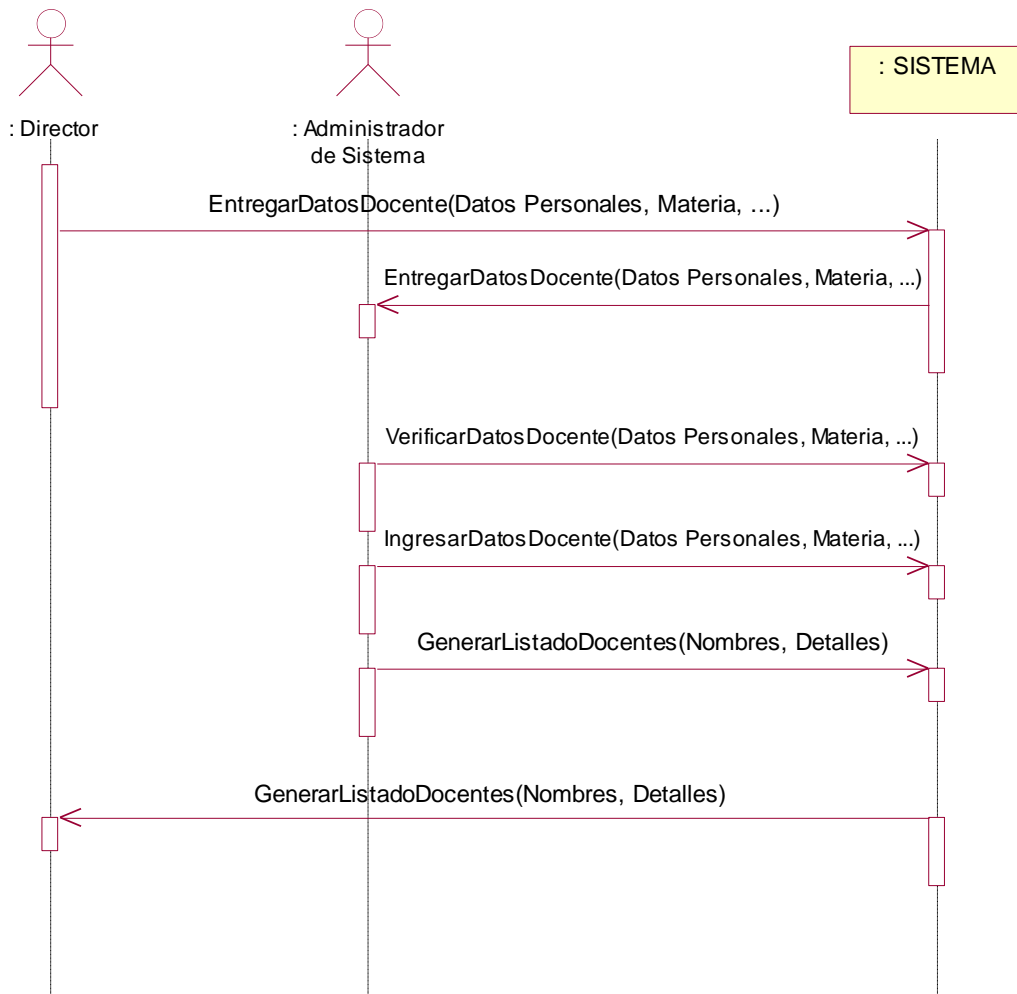 : SISTEMA
: Director
: Administrador
de Sistema
EntregarDatosDocente(Datos Personales, Materia, ...)
EntregarDatosDocente(Datos Personales, Materia, ...)
VerificarDatosDocente(Datos Personales, Materia, ...)
IngresarDatosDocente(Datos Personales, Materia, ...)
GenerarListadoDocentes(Nombres, Detalles)
GenerarListadoDocentes(Nombres, Detalles)